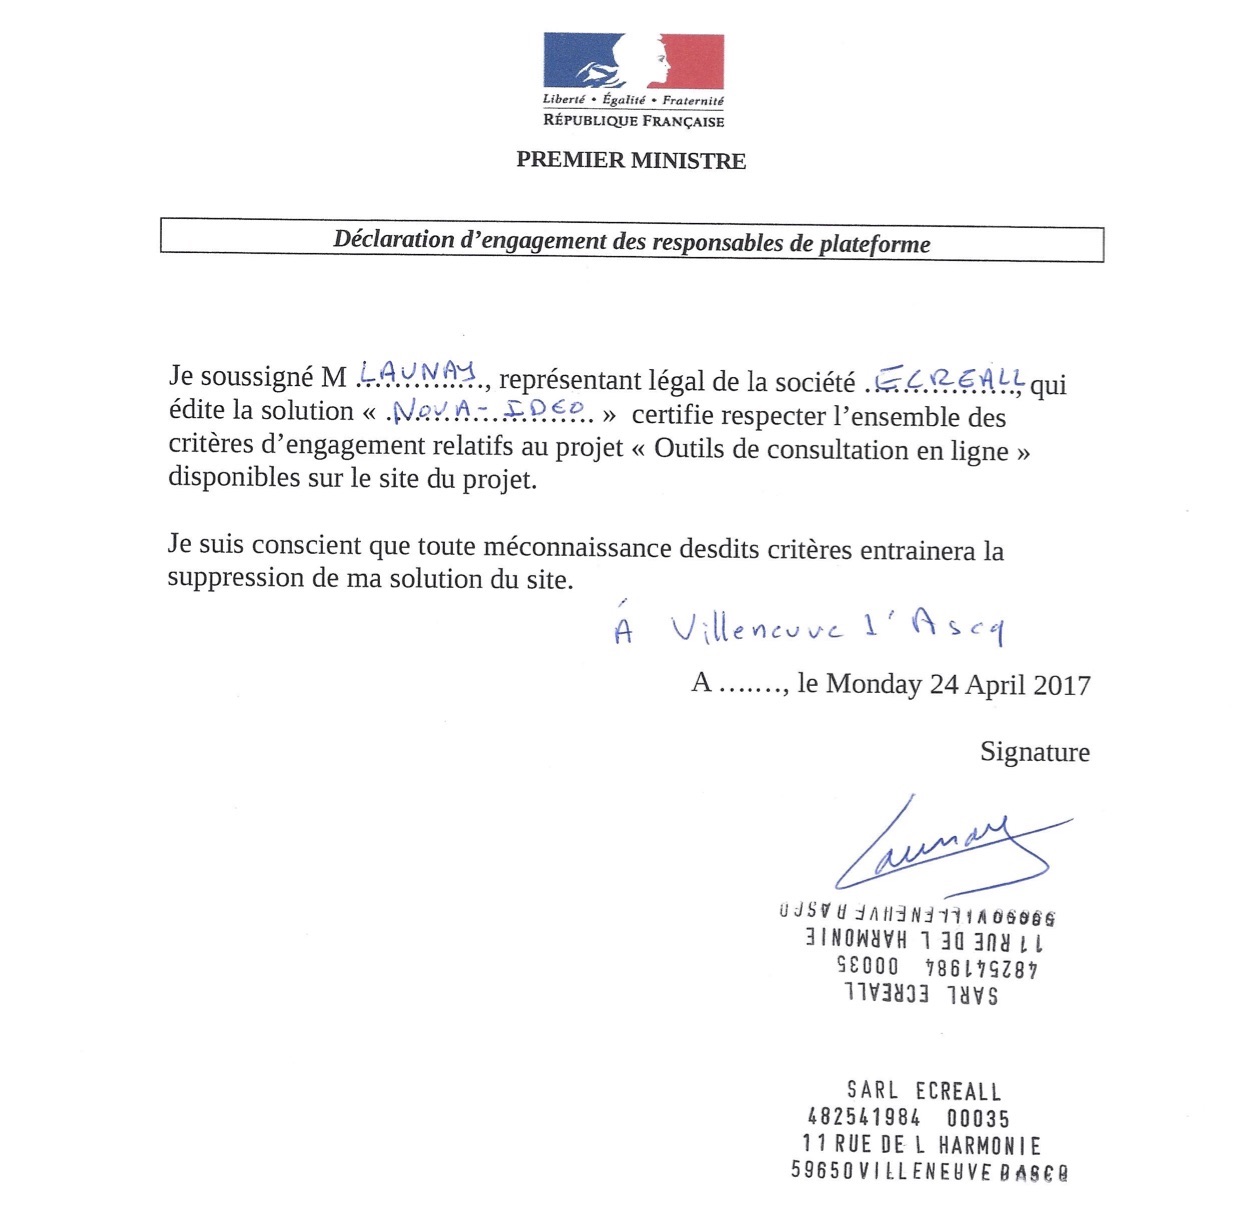 Liberté • Égalité • Fraternité
RÉPUBLIQUE FRANÇAISE
PREMIER MINISTRE
Déclaration d’engagement des responsables de plateforme
Je soussigné M LAUNAY, représentant légal de la société ECREALL, qui
édite la solution « NOVA-IDEO » certifie respecter l’ensemble des
critères d’engagement relatifs au projet « Outils de consultation en ligne »
disponibles sur le site du projet.
Je suis conscient que toute méconnaissance desdits critères entrainera la
suppression de ma solution du site.
À Villeneuve d'Ascq
A ……., le Monday 24 April 2017
Signature
Launay
SARL ECREALL
482541984 00035
11 RUE DE L HARMONIE
59650 VILLENEUVE DASCQ
SARL ECREALL
482541984 00035
11 RUE DE L HARMONIE
59650 VILLENEUVE DASCQ